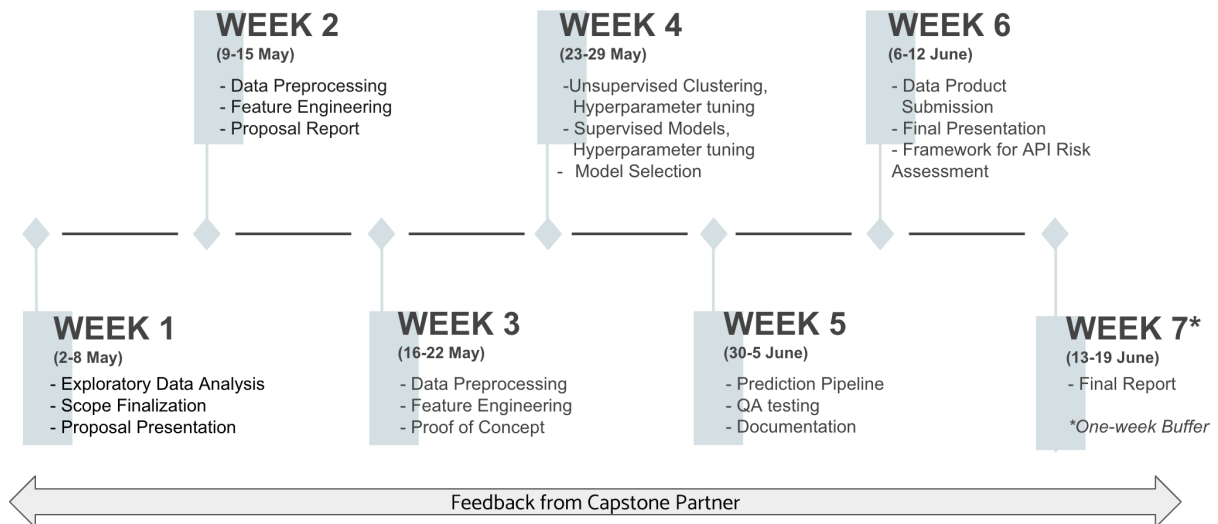 WEEK 1
(2-8 May)
- Exploratory Data Analysis
- Scope Finalization
- Proposal Presentation
WEEK 2
(9-15 May)
- Data Preprocessing
- Feature Engineering
- Proposal Report
WEEK 3
(16-22 May)
- Data Preprocessing
- Feature Engineering
- Proof of Concept
WEEK 4
(23-29 May)
-Unsupervised Clustering,
Hyperparameter tuning
- Supervised Models,
Hyperparameter tuning
- Model Selection
WEEK 5
(30-5 June)
- Prediction Pipeline
- QA testing
- Documentation
WEEK 6
(6-12 June)
- Data Product
Submission
- Final Presentation
- Framework for API Risk
Assessment
WEEK 7*
(13-19 June)
- Final Report
*One-week Buffer
Feedback from Capstone Partner